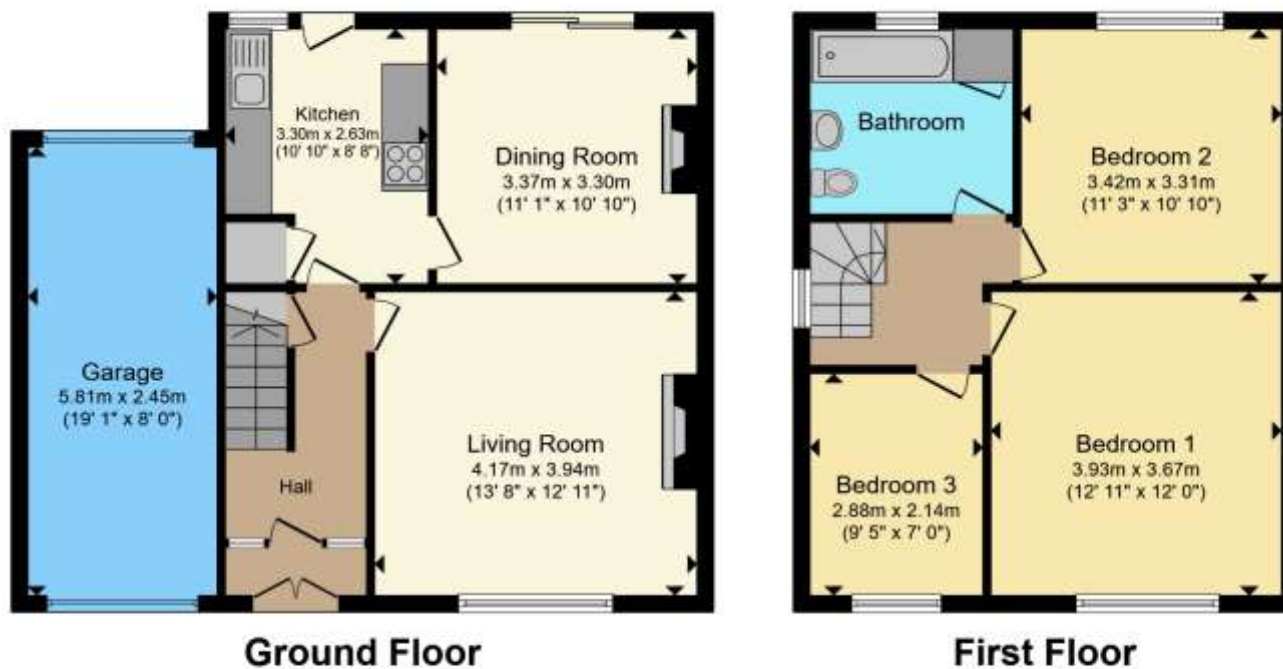 Kitchen
3.30m x 2.63m
(10' 10" x 8' 8")
Dining Room
3.37m x 3.30m
(11' 1" x 10' 10")
Garage
5.81m x 2.45m
(19' 1" x 8' 0")
Living Room
4.17m x 3.94m
(13' 8" x 12' 11")
Hall
Ground Floor
Bathroom
Bedroom 2
3.42m x 3.31m
(11' 3" x 10' 10")
Bedroom 1
3.93m x 3.67m
(12' 11" x 12' 0")
Bedroom 3
2.88m x 2.14m
(9' 5" x 7' 0")
First Floor